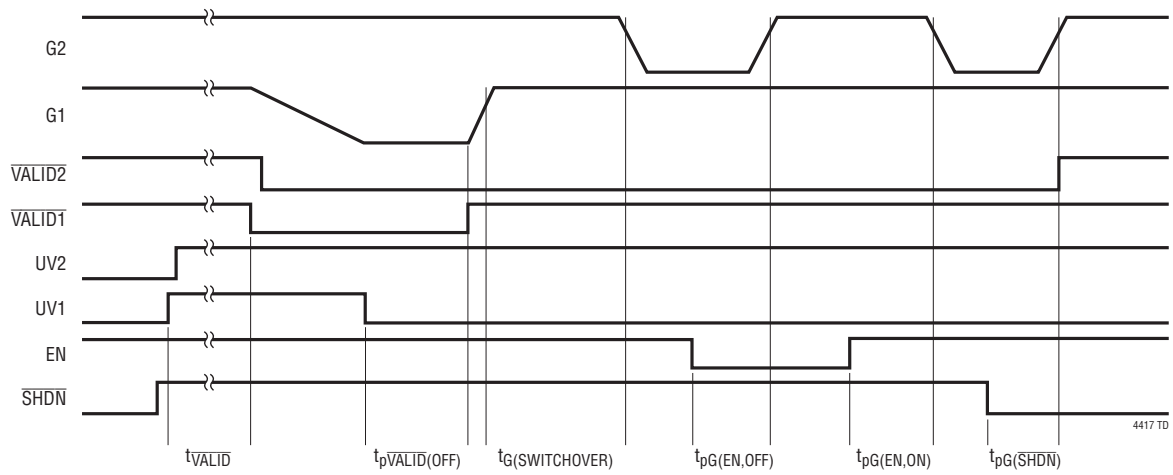 G2
G1
VALID2
VALID1
UV2
UV1
EN
SHDN
4417 TD
tVALID
tpVALID(OFF)
tG(SWITCHOVER)
tpG(EN,OFF)
tpG(EN,ON)
tpG(SHDN)